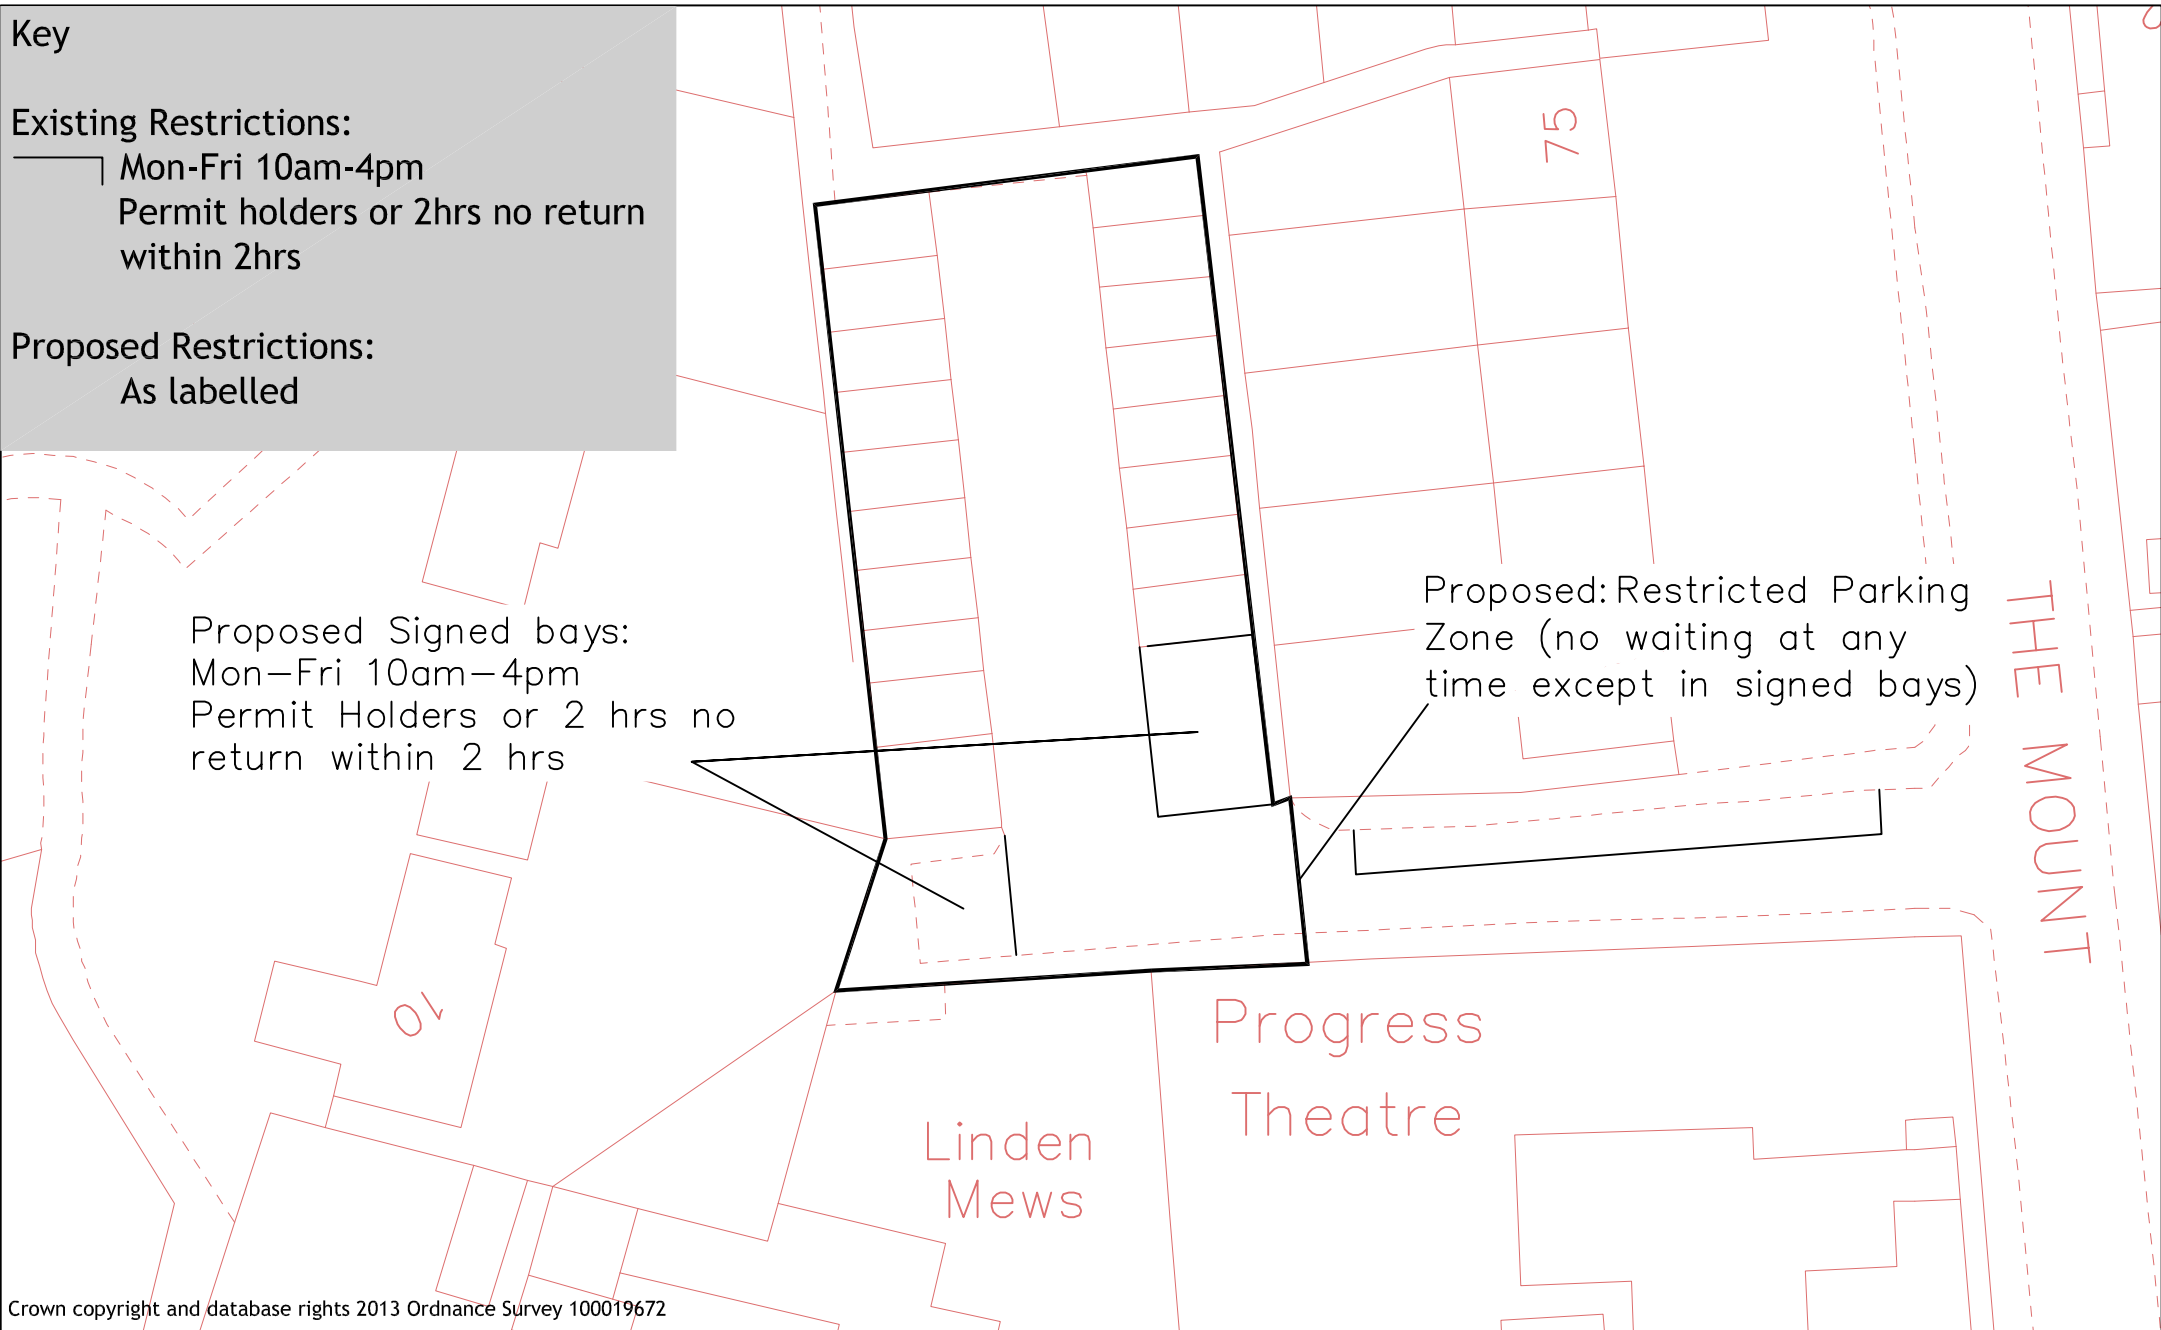 Key
Existing Restrictions:
Mon-Fri 10am-4pm
Permit holders or 2hrs no return
within 2hrs
Proposed Restrictions:
As labelled
75
Proposed: Restricted Parking
Zone (no waiting at any
time except in signed bays)
Proposed Signed bays:
Mon-Fri 10am-4pm
Permit Holders or 2 hrs no
return within 2 hrs
THE MOUNT
10
Progress
Theatre
Linden
Mews
Crown copyright and database rights 2013 Ordnance Survey 100019672